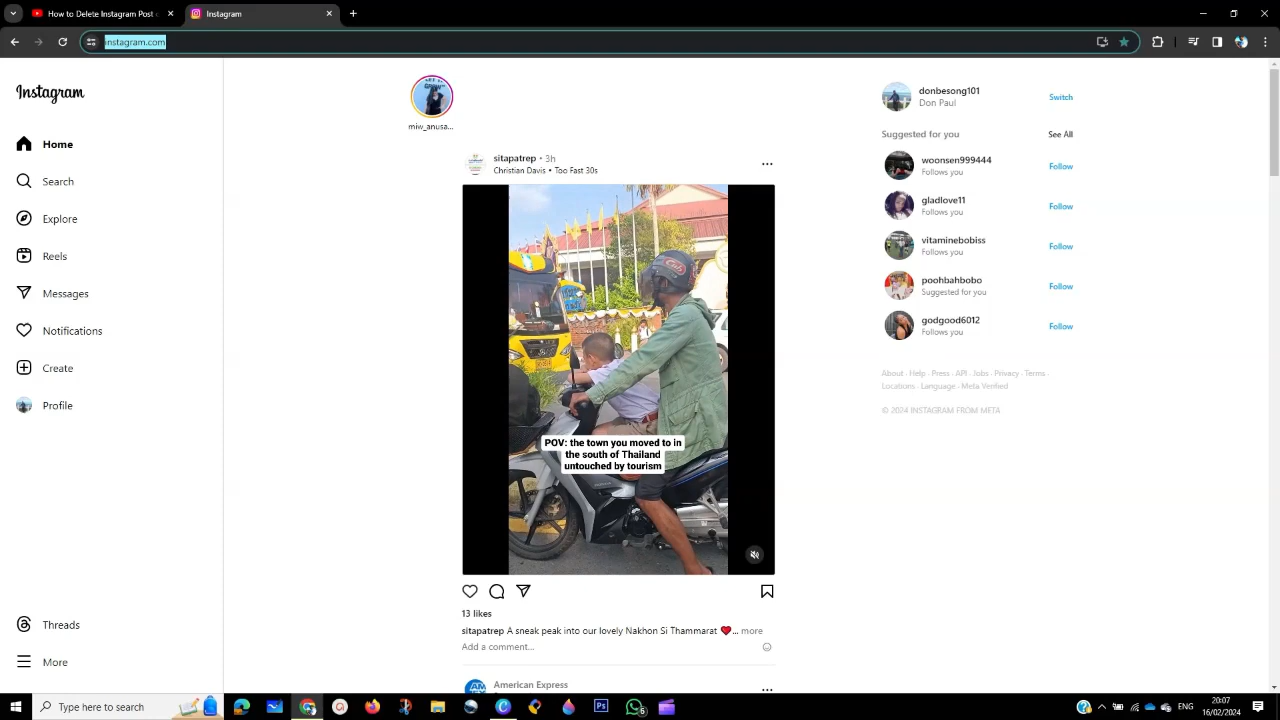 How to Delete Instagram Post o
Instagram
instagram.com
Instagram
Home
Search
Explore
Reels
Messages
Notifications
Create
Profile
Threads
More
miw_anusa...
sitapatrep • 3h
Christian Davis • Too Fast 30s
POV: the town you moved to in
the south of Thailand
untouched by tourism
13 likes
sitapatrep A sneak peak into our lovely Nakhon Si Thammarat ❤️... more
Add a comment...
American Express
donbesong101
Don Paul
Switch
Suggested for you
See All
woonsen999444
Follows you
Follow
gladlove11
Follows you
Follow
vitaminebobiss
Follows you
Follow
poohbahbobo
Suggested for you
Follow
godgood6012
Follows you
Follow
About · Help · Press · API · Jobs · Privacy · Terms ·
Locations · Language · Meta Verified
© 2024 INSTAGRAM FROM META
Type here to search
Ps
5
ENG
20:07
16/02/2024